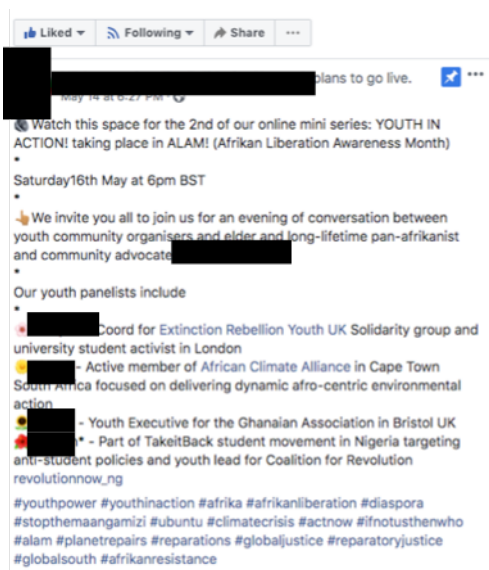 Liked Following Share ...
plans to go live.
May 14 at 6:27 PM ·
Watch this space for the 2nd of our online mini series: YOUTH IN
ACTION! taking place in ALAM! (Afrikan Liberation Awareness Month)
*
Saturday16th May at 6pm BST
*
We invite you all to join us for an evening of conversation between
youth community organisers and elder and long-lifetime pan-afrikanist
and community advocate
*
Our youth panelists include
*
Coord for Extinction Rebellion Youth UK Solidarity group and
university student activist in London
- Active member of African Climate Alliance in Cape Town
South Africa focused on delivering dynamic afro-centric environmental
action
- Youth Executive for the Ghanaian Association in Bristol UK
* - Part of TakeitBack student movement in Nigeria targeting
anti-student policies and youth lead for Coalition for Revolution
revolutionnow_ng
#youthpower #youthinaction #afrika #afrikanliberation #diaspora
#stopthemaangamizi #ubuntu #climatecrisis #actnow #ifnotusthenwho
#alam #planetrepairs #reparations #globaljustice #reparatoryjustice
#globalsouth #afrikanresistance